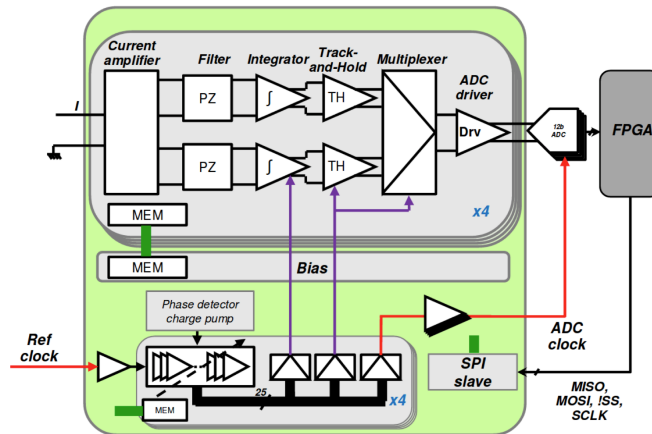 Current
amplifier
Filter
Integrator
Track-
and-Hold
Multiplexer
ADC
driver
I
PZ
∫
TH
PZ
∫
TH
Drv
12b
ADC
FPGA
MEM
x4
MEM
Bias
Phase detector
charge pump
Ref
clock
MEM
25
x4
ADC
clock
SPI
slave
MISO,
MOSI, !SS,
SCLK